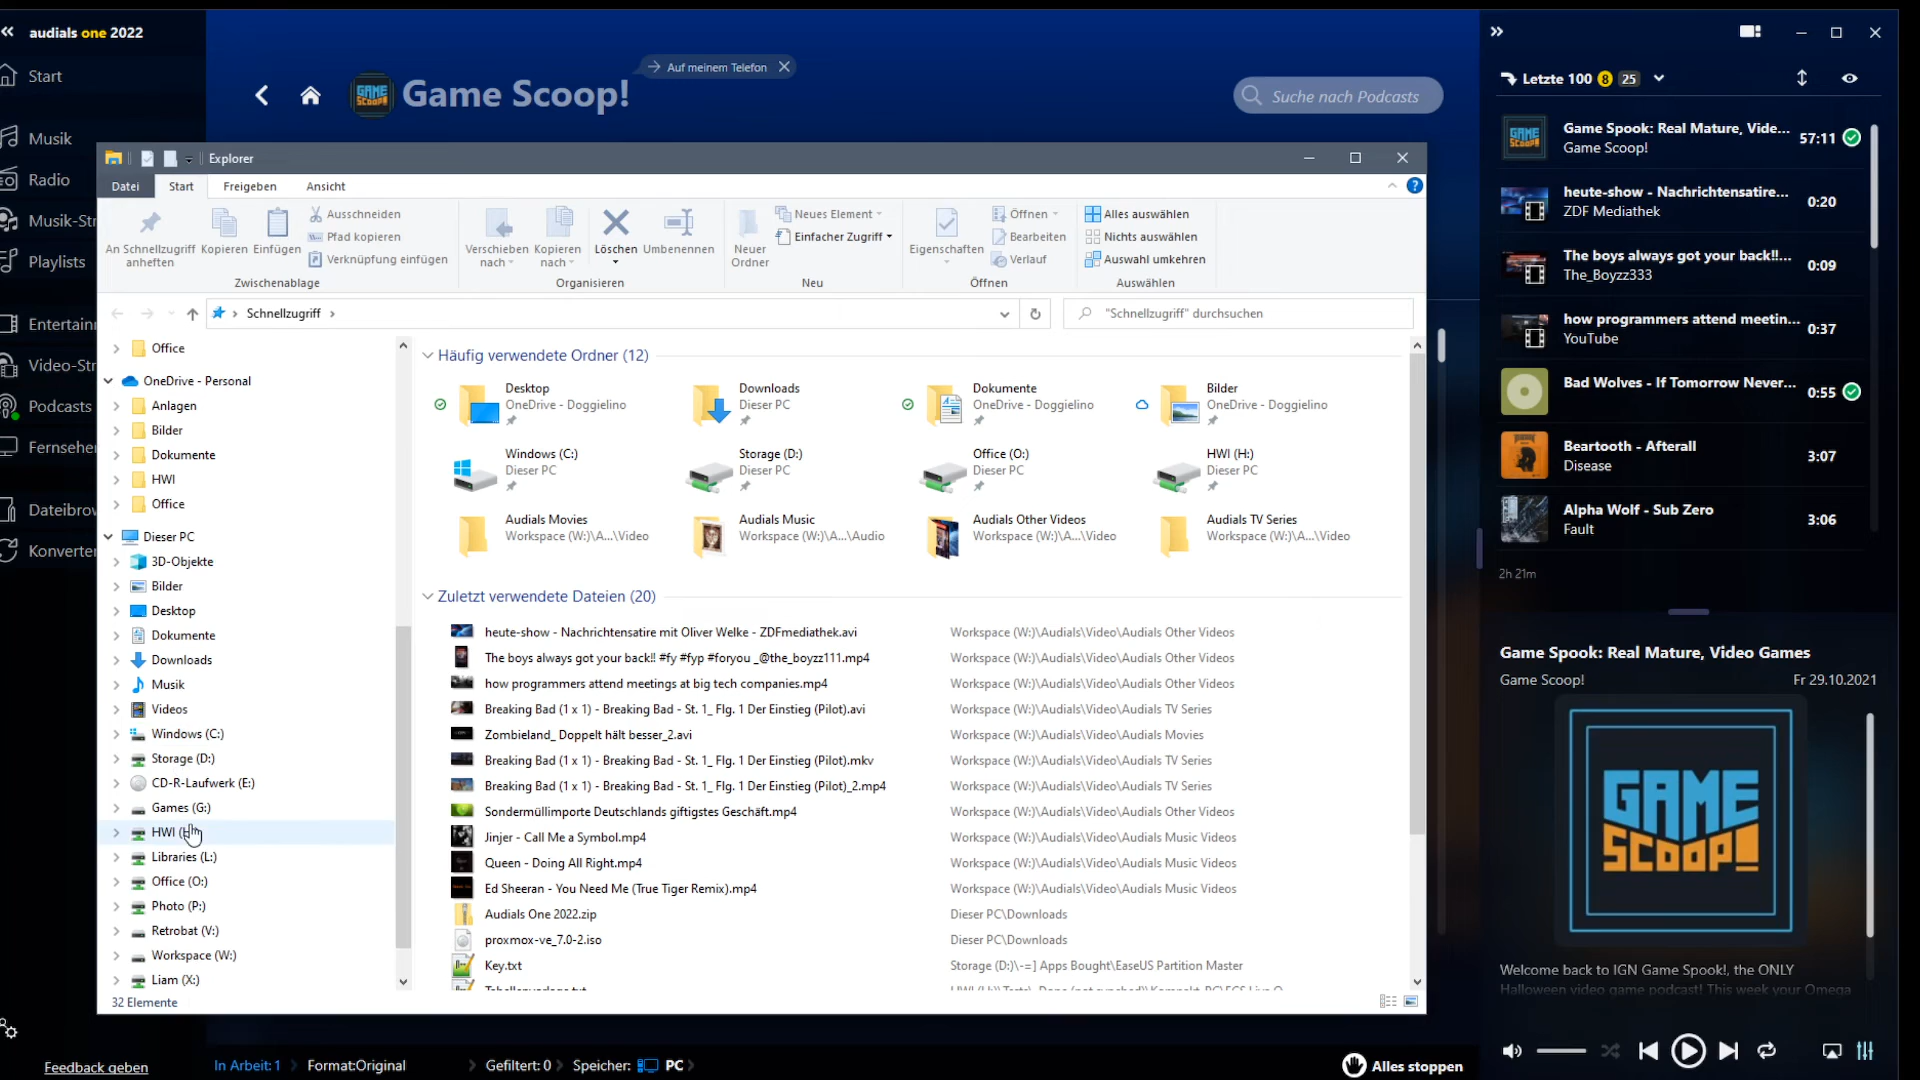 audials one 2022
Start
Musik
Radio
Musik-Str
Playlists
Entertainm
Video-Str
Podcasts
Fernsehe
Dateibrow
Konverter
Feedback geben
Auf meinem Telefon
GAME SCOOP!
Game Scoop!
Suche nach Podcasts
Explorer
Datei Start Freigeben Ansicht
An Schnellzugriff anheften
Kopieren
Einfügen
Ausschneiden
Pfad kopieren
Verknüpfung einfügen
Zwischenablage
Verschieben nach
Kopieren nach
Löschen
Umbenennen
Organisieren
Neuer Ordner
Neues Element
Einfacher Zugriff
Neu
Eigenschaften
Öffnen
Bearbeiten
Verlauf
Öffnen
Alles auswählen
Nichts auswählen
Auswahl umkehren
Auswählen
Schnellzugriff
"Schnellzugriff" durchsuchen
Office
OneDrive - Personal
Anlagen
Bilder
Dokumente
HWI
Office
Dieser PC
3D-Objekte
Bilder
Desktop
Dokumente
Downloads
Musik
Videos
Windows (C:)
Storage (D:)
CD-R-Laufwerk (E:)
Games (G:)
HWI
Libraries (L:)
Office (O:)
Photo (P:)
Retrobat (V:)
Workspace (W:)
Liam (X:)
32 Elemente
Häufig verwendete Ordner (12)
Desktop
OneDrive - Doggielino
Downloads
Dieser PC
Dokumente
OneDrive - Doggielino
Bilder
OneDrive - Doggielino
Windows (C:)
Dieser PC
Storage (D:)
Dieser PC
Office (O:)
Dieser PC
HWI (H:)
Dieser PC
Audials Movies
Workspace (W:)\A...\Video
Audials Music
Workspace (W:)\A...\Audio
Audials Other Videos
Workspace (W:)\A...\Video
Audials TV Series
Workspace (W:)\A...\Video
Zuletzt verwendete Dateien (20)
heute-show - Nachrichtensatire mit Oliver Welke - ZDFmediathek.avi Workspace (W:)\Audials\Video\Audials Other Videos
The boys always got your back!! #fy #fyp #foryou _@the_boyzz111.mp4 Workspace (W:)\Audials\Video\Audials Other Videos
how programmers attend meetings at big tech companies.mp4 Workspace (W:)\Audials\Video\Audials Other Videos
Breaking Bad (1 x 1) - Breaking Bad - St. 1_ Flg. 1 Der Einstieg (Pilot).avi Workspace (W:)\Audials\Video\Audials TV Series
Zombieland_ Doppelt hält besser_2.avi Workspace (W:)\Audials\Video\Audials Movies
Breaking Bad (1 x 1) - Breaking Bad - St. 1_ Flg. 1 Der Einstieg (Pilot).mkv Workspace (W:)\Audials\Video\Audials TV Series
Breaking Bad (1 x 1) - Breaking Bad - St. 1_ Flg. 1 Der Einstieg (Pilot)_2.mp4 Workspace (W:)\Audials\Video\Audials TV Series
Sondermüllimporte Deutschlands giftigstes Geschäft.mp4 Workspace (W:)\Audials\Video\Audials Other Videos
Jinjer - Call Me a Symbol.mp4 Workspace (W:)\Audials\Video\Audials Music Videos
Queen - Doing All Right.mp4 Workspace (W:)\Audials\Video\Audials Music Videos
Ed Sheeran - You Need Me (True Tiger Remix).mp4 Workspace (W:)\Audials\Video\Audials Music Videos
Audials One 2022.zip Dieser PC\Downloads
proxmox-ve_7.0-2.iso Dieser PC\Downloads
Key.txt Storage (D:)\-=] Apps Bought\EaseUS Partition Master
In Arbeit: 1
Format:Original
Gefiltert: 0
Speicher: PC
Alles stoppen
Letzte 100 8 25
GAME SCOOP!
Game Spook: Real Mature, Vide... 57:11
Game Scoop!
heute-show - Nachrichtensatire... 0:20
ZDF Mediathek
The boys always got your back!!... 0:09
The_Boyzz333
how programmers attend meetin... 0:37
YouTube
Bad Wolves - If Tomorrow Never... 0:55
Beartooth - Afterall 3:07
Disease
Alpha Wolf - Sub Zero 3:06
Fault
2h 21m
Game Spook: Real Mature, Video Games
Game Scoop! Fr 29.10.2021
GAME
SCOOP!
Welcome back to IGN Game Spook!, the ONLY
Halloween video game podcast! This week your Omega